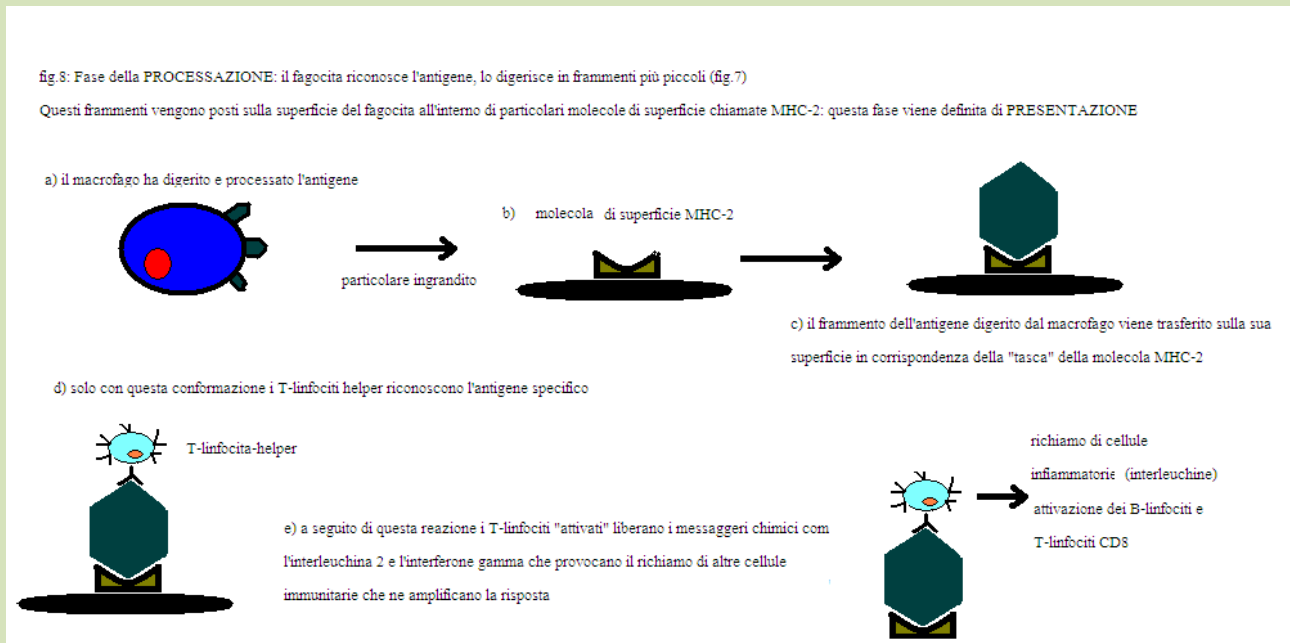 fig.8: Fase della PROCESSAZIONE: il fagocita riconosce l'antigene, lo digerisce in frammenti più piccoli (fig.7)
Questi frammenti vengono posti sulla superficie del fagocita all'interno di particolari molecole di superficie chiamate MHC-2: questa fase viene definita di PRESENTAZIONE
a) il macrofago ha digerito e processato l'antigene
b) molecola di superficie MHC-2
particolare ingrandito
c) il frammento dell'antigene digerito dal macrofago viene trasferito sulla sua
superficie in corrispondenza della "tasca" della molecola MHC-2
d) solo con questa conformazione i T-linfociti helper riconoscono l'antigene specifico
T-linfocita-helper
e) a seguito di questa reazione i T-linfociti "attivati" liberano i messaggeri chimici com
l'interleuchina 2 e l'interferone gamma che provocano il richiamo di altre cellule
immunitarie che ne amplificano la risposta
richiamo di cellule
infiammatorie (interleuchine)
attivazione dei B-linfociti e
T-linfociti CD8